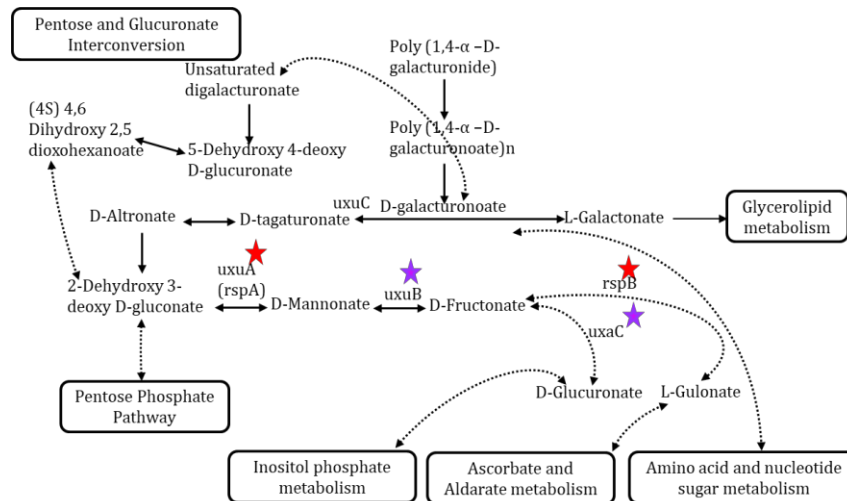 Pentose and Glucuronate
Interconversion
Unsaturated
digalacturonate
Poly (1,4-α –D-
galacturonide)
(4S) 4,6
Dihydroxy 2,5
dioxohexanoate
5-Dehydroxy 4-deoxy
D-glucuronate
Poly (1,4-α –D-
galacturonoate)n
D-Altronate
D-tagaturonate
uxuC
D-galacturonoate
L-Galactonate
Glycerolipid
metabolism
2-Dehydroxy 3-
deoxy D-gluconate
uxuA
(rspA)
D-Mannonate
uxuB
D-Fructonate
rspB
uxaC
D-Glucuronate
L-Gulonate
Pentose Phosphate
Pathway
Inositol phosphate
metabolism
Ascorbate and
Aldarate metabolism
Amino acid and nucleotide
sugar metabolism